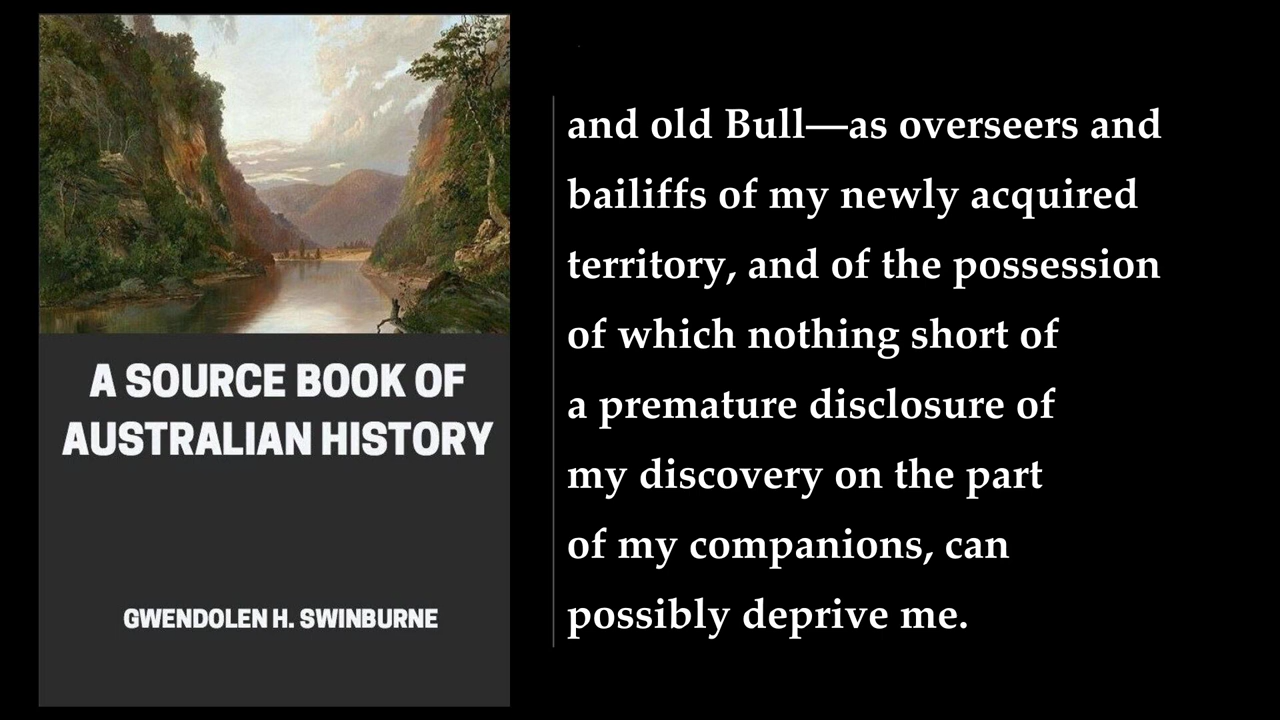 A SOURCE BOOK OF
AUSTRALIAN HISTORY
GWENDOLEN H. SWINBURNE
and old Bull—as overseers and
bailiffs of my newly acquired
territory, and of the possession
of which nothing short of
a premature disclosure of
my discovery on the part
of my companions, can
possibly deprive me.